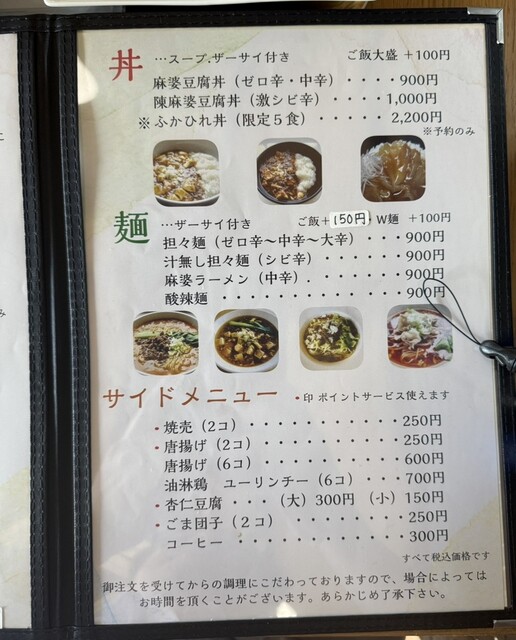 丼 …スープ.ザーサイ付き ご飯大盛 +100円
麻婆豆腐丼（ゼロ辛・中辛）・・・・900円
陳麻婆豆腐丼（激シビ辛）・・・・1,000円
※ふかひれ丼（限定5食）・・・・・2,200円
※予約のみ
麺 …ザーサイ付き ご飯+150円 W麺 +100円
担々麺（ゼロ辛〜中辛〜大辛）・・・900円
汁無し担々麺（シビ辛）・・・・・・900円
麻婆ラーメン（中辛）. ・・・・・・900円
酸辣麺 ・・・・・・・・・・・・・900円
サイドメニュー ・印 ポイントサービス使えます
・焼売（2コ）・・・・・・・・・・250円
・唐揚げ（2コ）・・・・・・・・・250円
唐揚げ（6コ）・・・・・・・・・600円
油淋鶏 ユーリンチー（6コ）・・・700円
・杏仁豆腐 ・・・（大）300円 （小）150円
・ごま団子（2コ）・・・・・・・・250円
コーヒー ・・・・・・・・・・・300円
すべて税込価格です
御注文を受けてからの調理にこだわっておりますので、場合によっては
お時間を頂くことがございます。あらかじめ了承下さい。